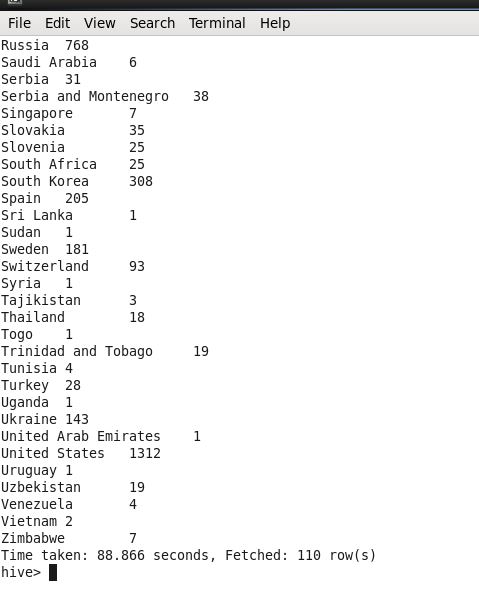 File Edit View Search Terminal Help
Russia 768
Saudi Arabia 6
Serbia 31
Serbia and Montenegro 38
Singapore 7
Slovakia 35
Slovenia 25
South Africa 25
South Korea 308
Spain 205
Sri Lanka 1
Sudan 1
Sweden 181
Switzerland 93
Syria 1
Tajikistan 3
Thailand 18
Togo 1
Trinidad and Tobago 19
Tunisia 4
Turkey 28
Uganda 1
Ukraine 143
United Arab Emirates 1
United States 1312
Uruguay 1
Uzbekistan 19
Venezuela 4
Vietnam 2
Zimbabwe 7
Time taken: 88.866 seconds, Fetched: 110 row(s)
hive>